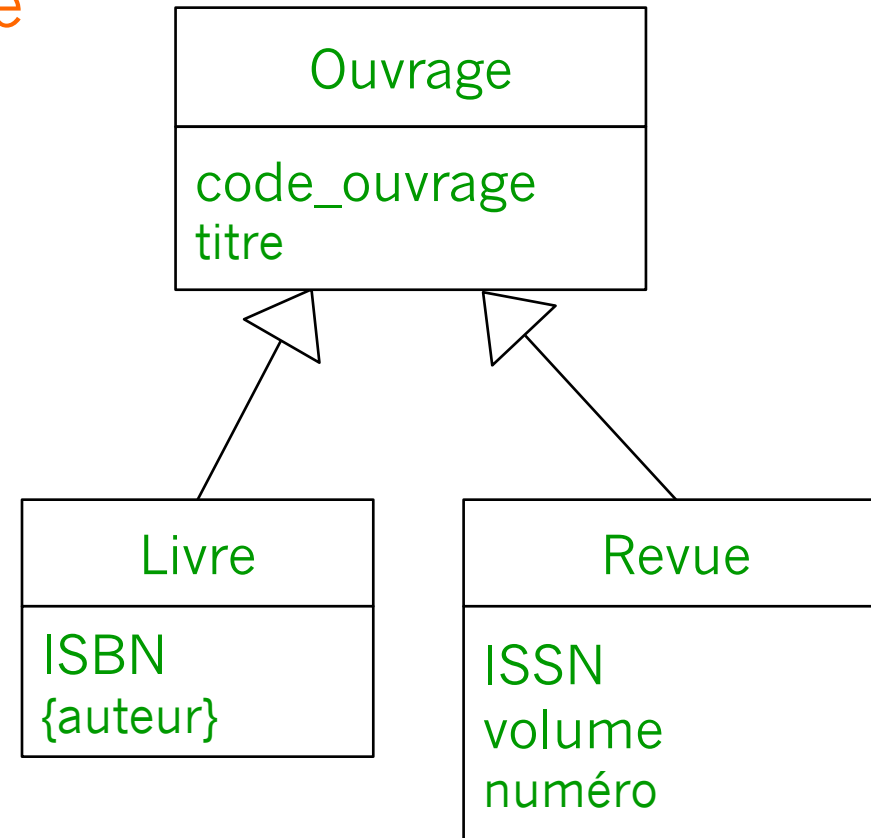 e
Ouvrage
code_ouvrage
titre
Livre
ISBN
{auteur}
Revue
ISSN
volume
numéro